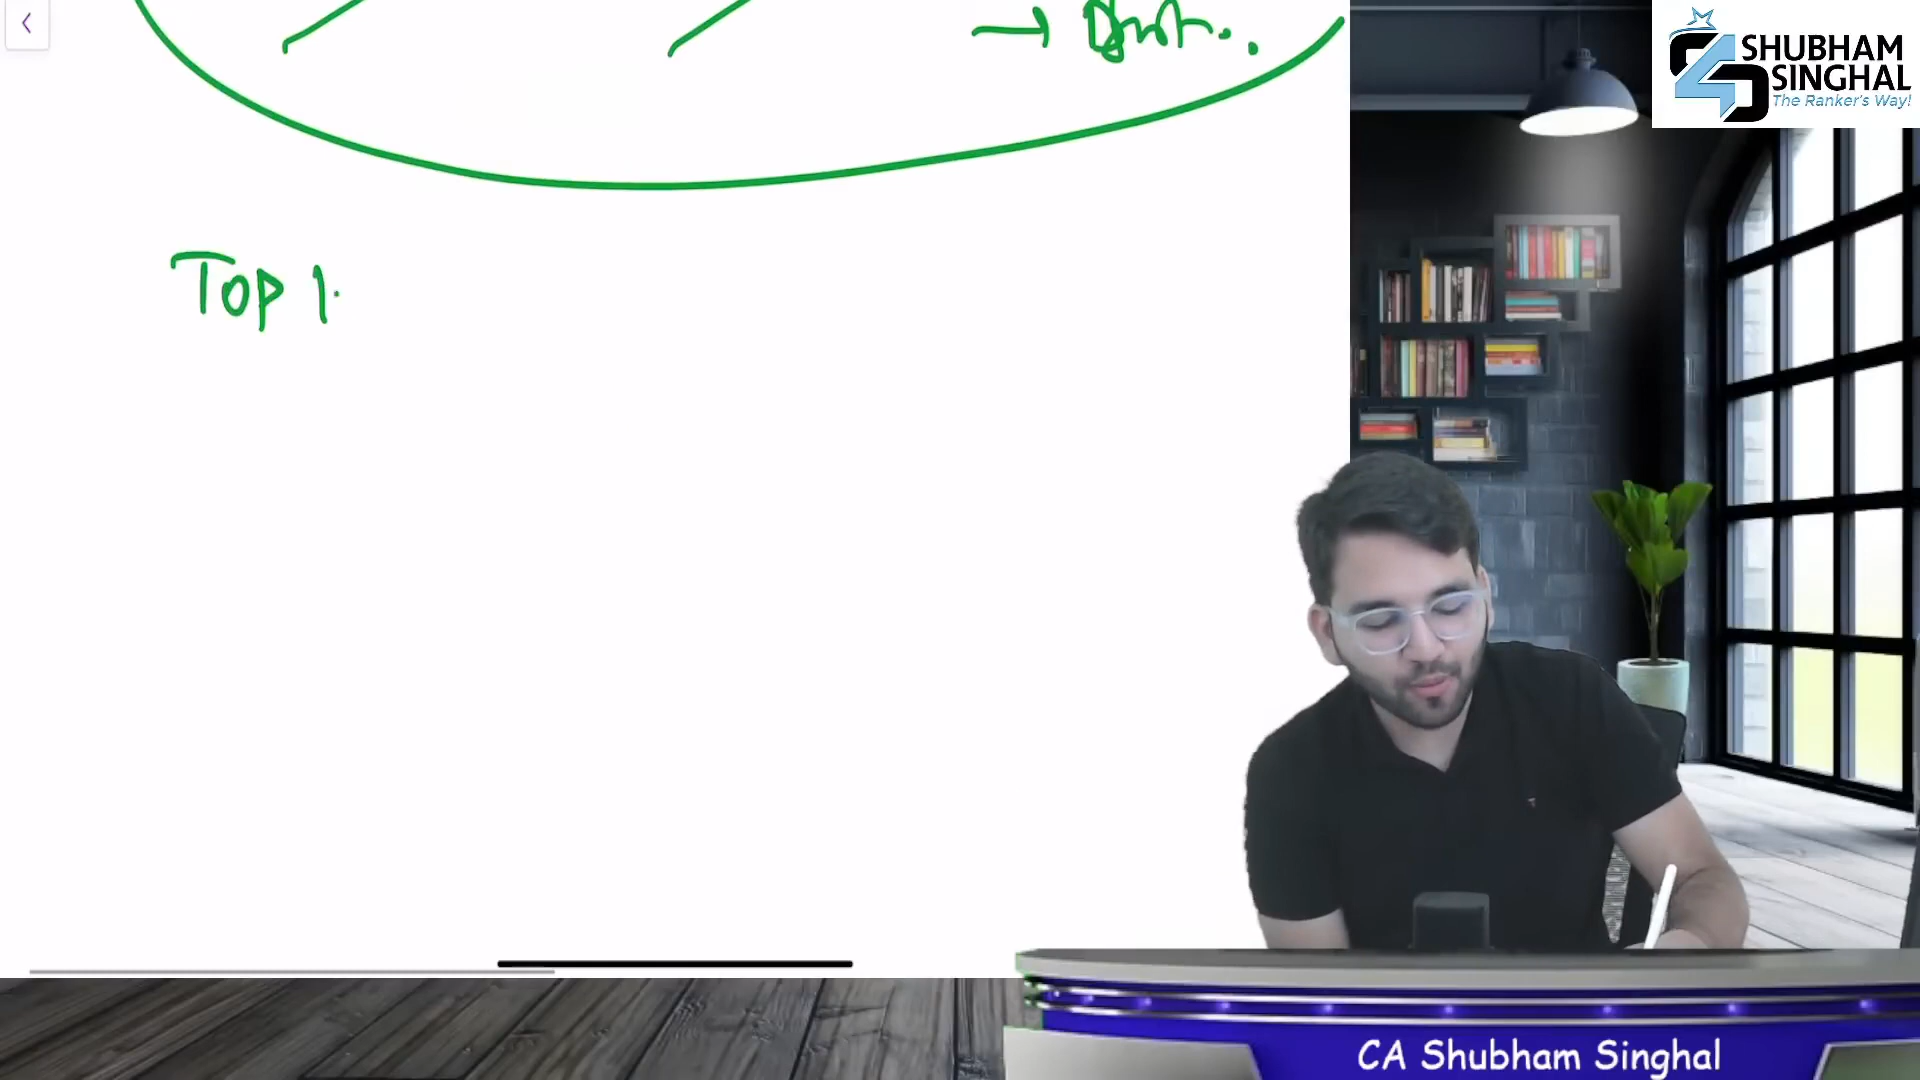 SHUBHAM
SINGHAL
The Ranker's Way!
Top 1
CA Shubham Singhal